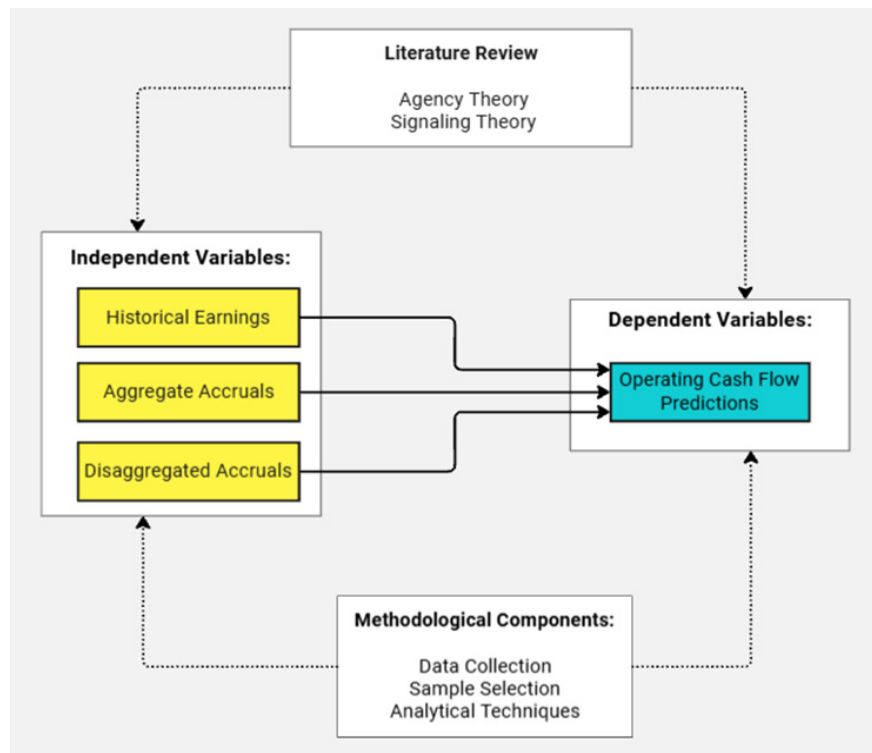 Literature Review
Agency Theory
Signaling Theory
Independent Variables:
Historical Earnings
Aggregate Accruals
Disaggregated Accruals
Dependent Variables:
Operating Cash Flow
Predictions
Methodological Components:
Data Collection
Sample Selection
Analytical Techniques